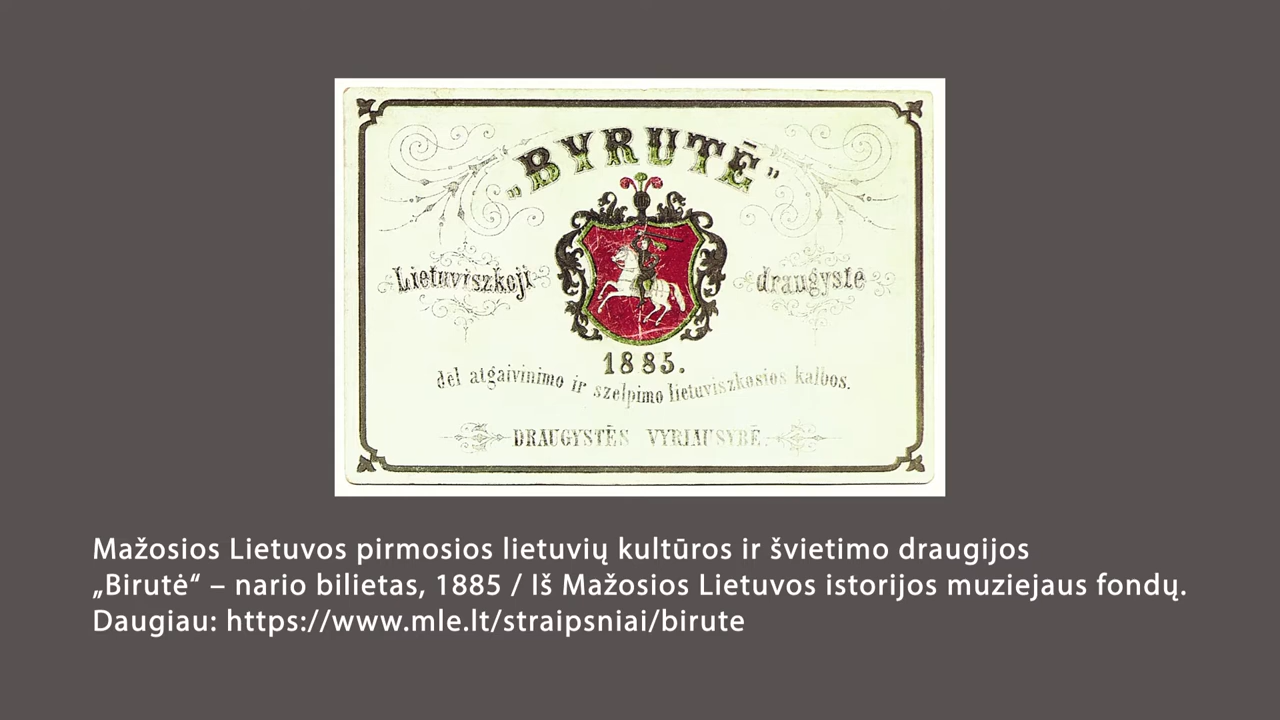 „BYRUTĖ"
Lietuviszkoji draugystė
1885.
dėl atgaivinimo ir szelpimo lietuviszkosios kalbos.
DRAUGYSTĖS VYRIAUSYBĖ.
Mažosios Lietuvos pirmosios lietuvių kultūros ir švietimo draugijos
„Birutė“ – nario bilietas, 1885 / Iš Mažosios Lietuvos istorijos muziejaus fondų.
Daugiau: https://www.mle.lt/straipsniai/birute